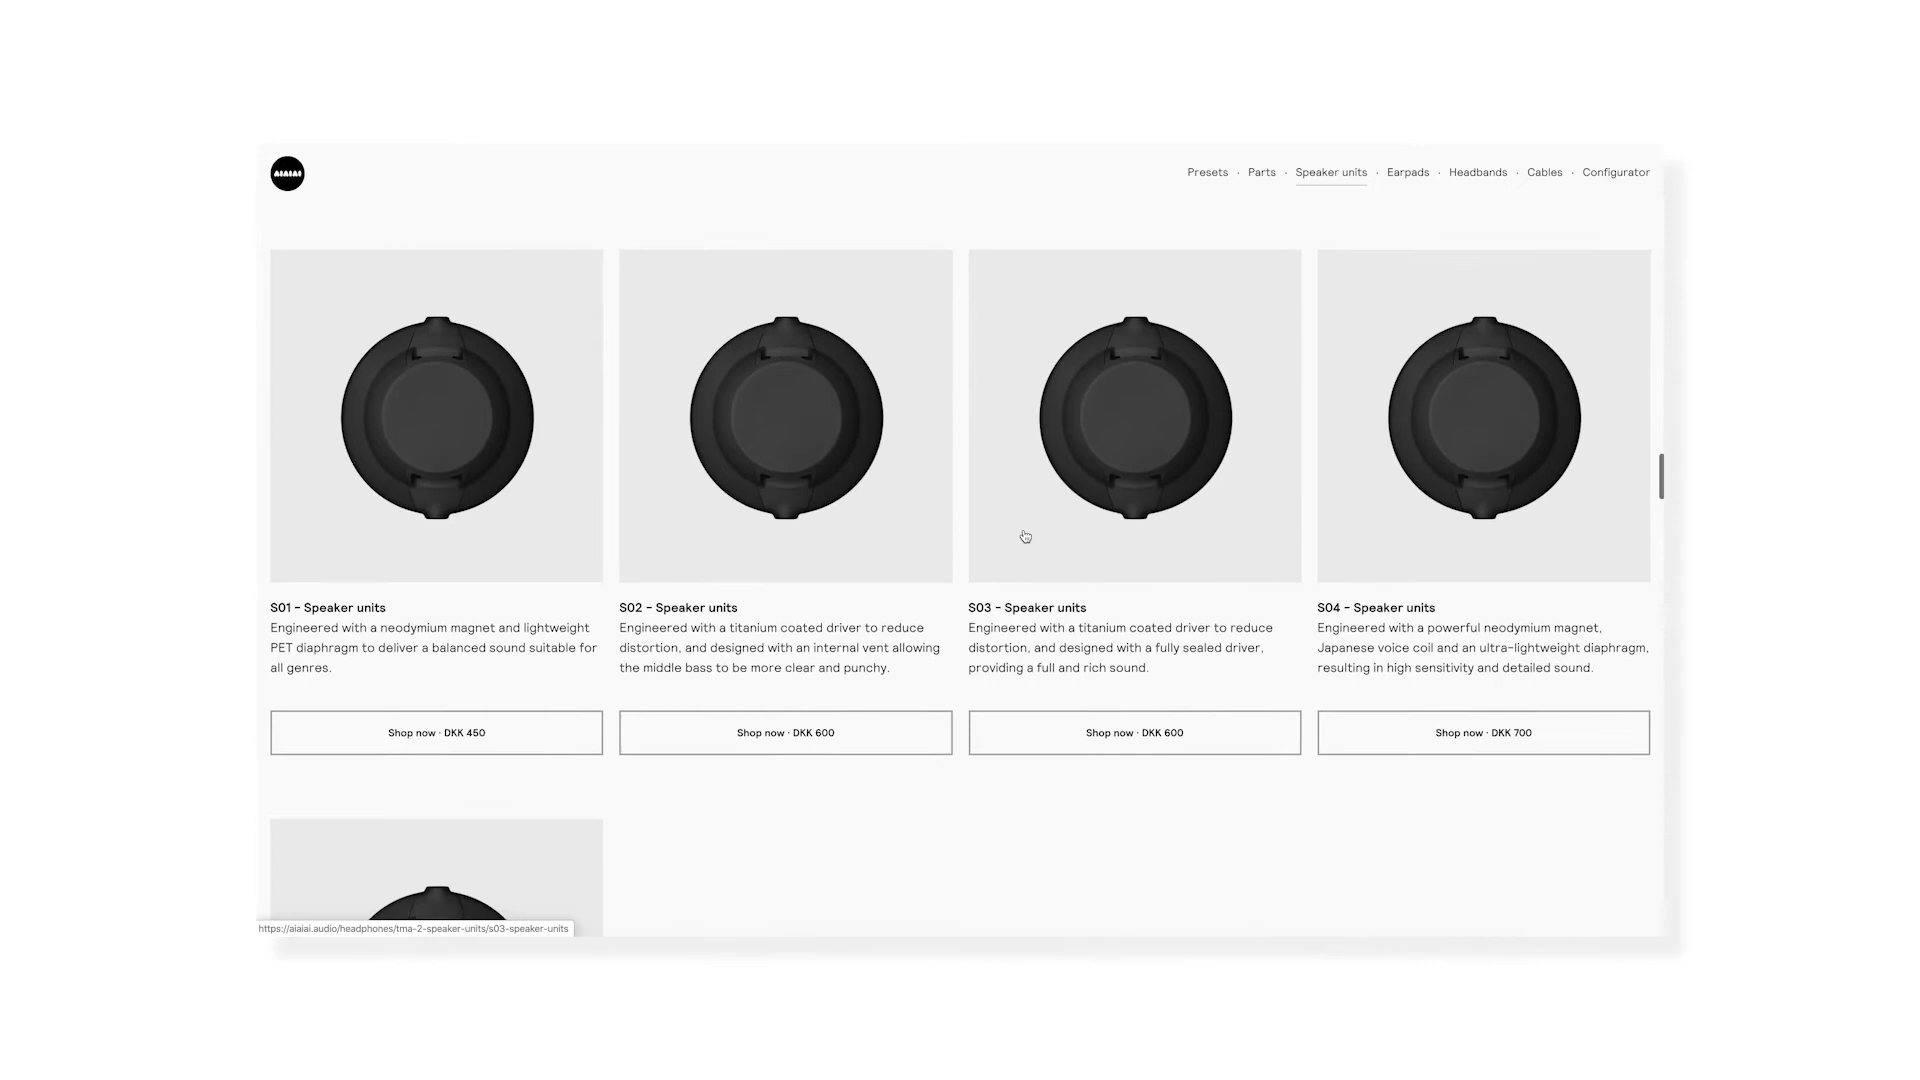 AIAIAI
Presets · Parts · Speaker units · Earpads · Headbands · Cables · Configurator
S01 – Speaker units
Engineered with a neodymium magnet and lightweight
PET diaphragm to deliver a balanced sound suitable for
all genres.
Shop now · DKK 450
S02 – Speaker units
Engineered with a titanium coated driver to reduce
distortion, and designed with an internal vent allowing
the middle bass to be more clear and punchy.
Shop now · DKK 600
S03 – Speaker units
Engineered with a titanium coated driver to reduce
distortion, and designed with a fully sealed driver,
providing a full and rich sound.
Shop now · DKK 600
S04 – Speaker units
Engineered with a powerful neodymium magnet,
Japanese voice coil and an ultra-lightweight diaphragm,
resulting in high sensitivity and detailed sound.
Shop now · DKK 700
https://aiaiai.audio/headphones/tma-2-speaker-units/s03-speaker-units